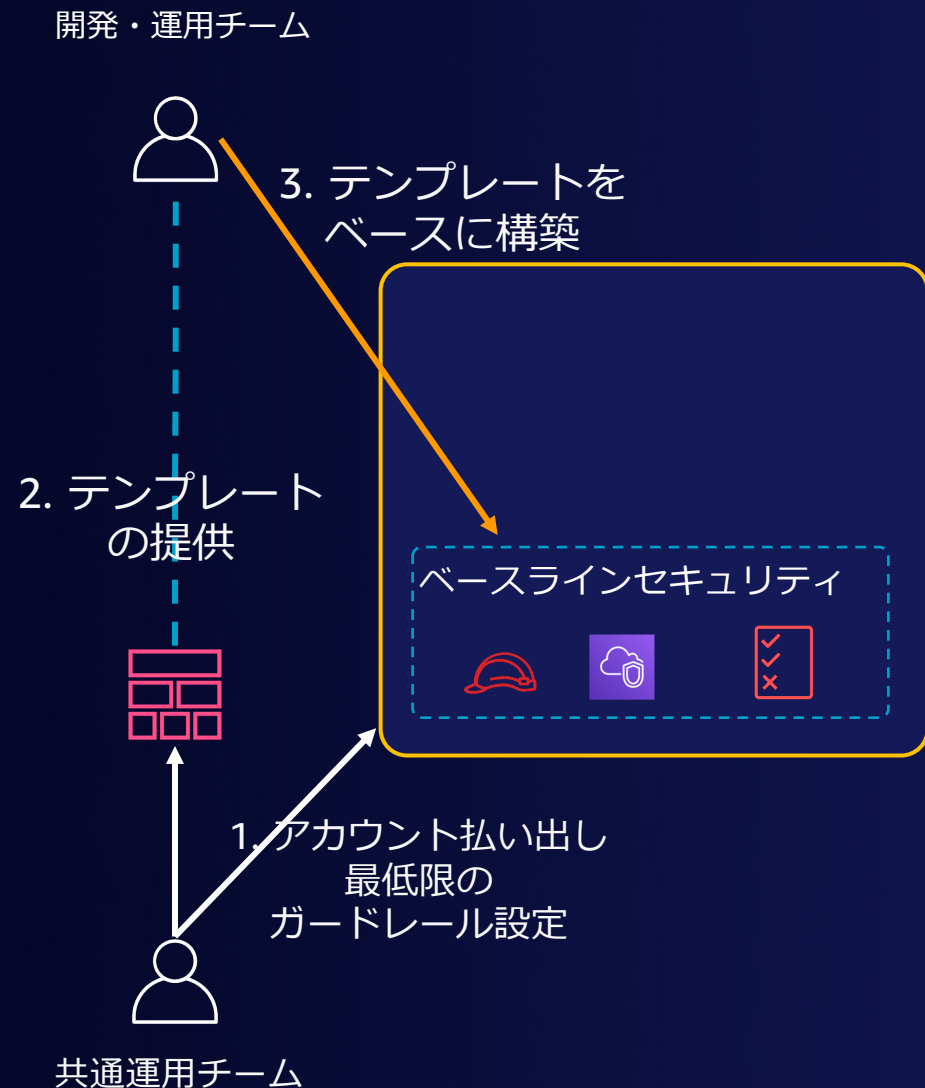 開発・運用チーム
3. テンプレートを
ベースに構築
2. テンプレート
の提供
ベースラインセキュリティ
1. アカウント払い出し
最低限の
ガードレール設定
共通運用チーム